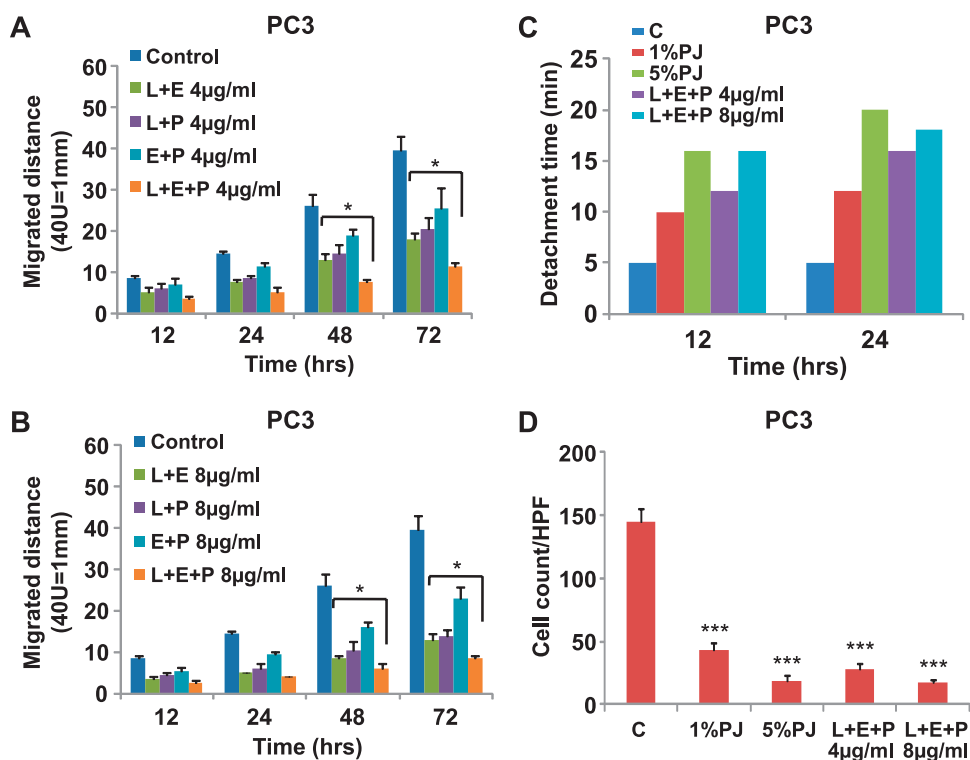 A
PC3
Control
L+E 4µg/ml
L+P 4µg/ml
E+P 4µg/ml
L+E+P 4µg/ml
Migrated distance
(40U=1mm)
60
50
40
30
20
10
0
*
*
12 24 48 72
Time (hrs)
B
PC3
Control
L+E 8µg/ml
L+P 8µg/ml
E+P 8µg/ml
L+E+P 8µg/ml
Migrated distance
(40U=1mm)
60
50
40
30
20
10
0
*
*
12 24 48 72
Time (hrs)
C
PC3
C
1%PJ
5%PJ
L+E+P 4µg/ml
L+E+P 8µg/ml
Detachment time (min)
25
20
15
10
5
0
12 24
Time (hrs)
D
PC3
Cell count/HPF
200
150
100
50
0
*** *** *** ***
C 1%PJ 5%PJ L+E+P L+E+P
4µg/ml 8µg/ml